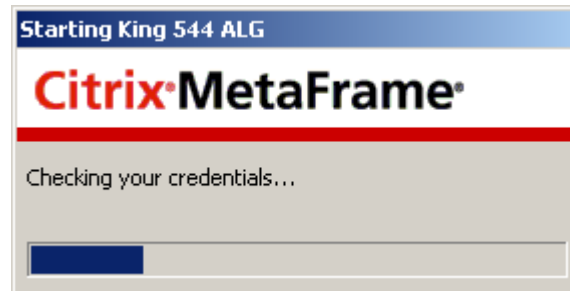 Starting King 544 ALG
Citrix® MetaFrame®
Checking your credentials...